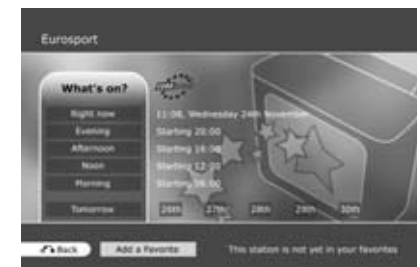 Eurosport
What's on?
Right now 11:08, Wednesday 24th November
Evening Starting 20:00
Afternoon Starting 16:00
Noon Starting 12:00
Morning Starting 06:00
Tomorrow 26th 27th 28th 29th 30th
Back Add a Favorite This station is not yet in your favorites